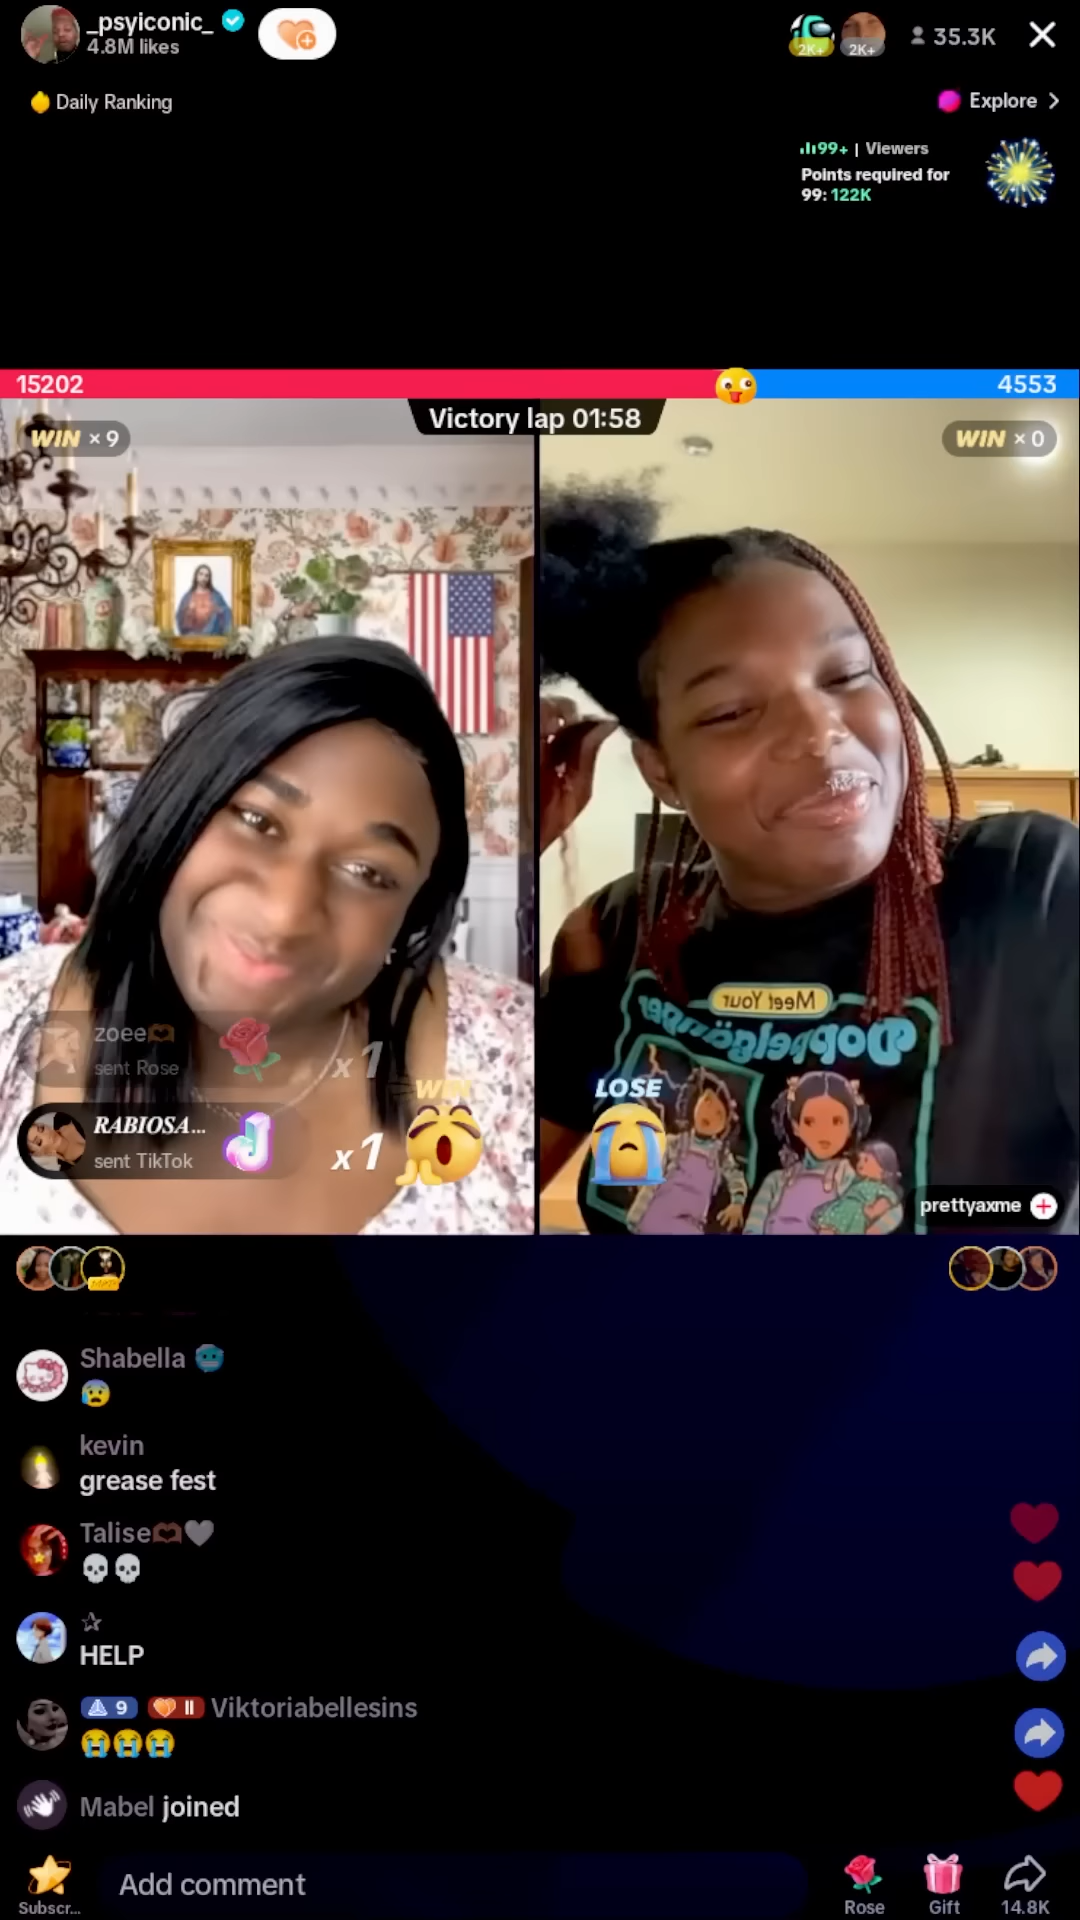 _psyiconic_
4.8M likes
2K+
2K+
35.3K
Daily Ranking
Explore
99+ | Viewers
Points required for
99: 122K
15202
4553
Victory lap 01:58
WIN × 9
WIN × 0
Meet Your
Doppelgänger
zoee
sent Rose
x1
WIN
LOSE
RABIOSA...
sent TikTok
x1
prettyaxme
Shabella
kevin
grease fest
Talise
HELP
9 II Viktoriabellesins
Mabel joined
Add comment
Subscr...
Rose
Gift
14.8K